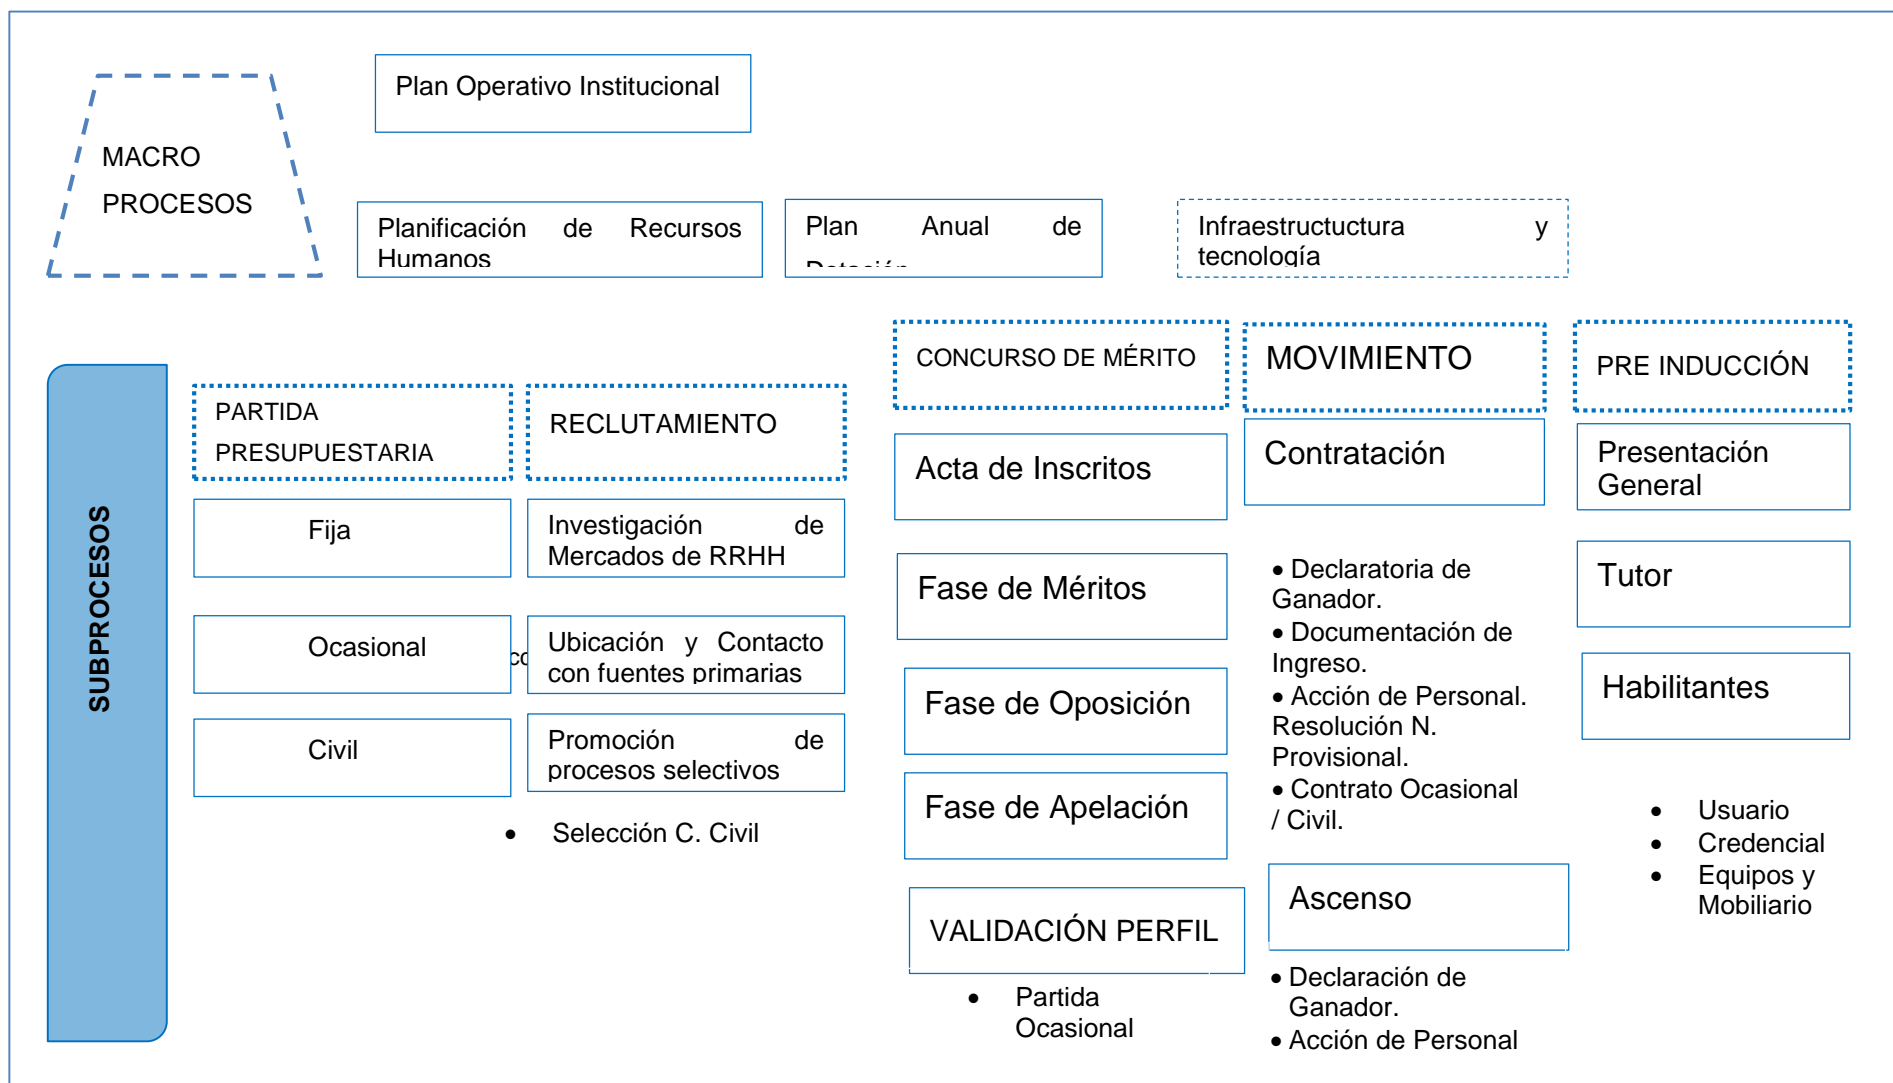 Plan Operativo Institucional
MACRO
PROCESOS
Planificación de Recursos
Humanos
Plan Anual de
Dotación
Infraestructuctura y
tecnología
SUBPROCESOS
PARTIDA
PRESUPUESTARIA
Fija
Ocasional
Civil
RECLUTAMIENTO
Investigación de
Mercados de RRHH
Ubicación y Contacto
con fuentes primarias
Promoción de
procesos selectivos
• Selección C. Civil
CONCURSO DE MÉRITO
Acta de Inscritos
Fase de Méritos
Fase de Oposición
Fase de Apelación
VALIDACIÓN PERFIL
• Partida
Ocasional
MOVIMIENTO
Contratación
• Declaratoria de
Ganador.
• Documentación de
Ingreso.
• Acción de Personal.
Resolución N.
Provisional.
• Contrato Ocasional
/ Civil.
Ascenso
• Declaración de
Ganador.
• Acción de Personal
PRE INDUCCIÓN
Presentación
General
Tutor
Habilitantes
• Usuario
• Credencial
• Equipos y
Mobiliario